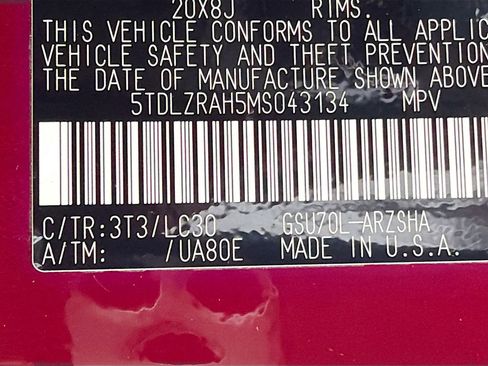 20X8J RIMS.
THIS VEHICLE CONFORMS TO ALL APPLIC
VEHICLE SAFETY AND THEFT PREVENTION
THE DATE OF MANUFACTURE SHOWN ABOVE
5TDLZRAH5MS043134 MPV
C/TR:3T3/LC30 GSU70L-ARZSHA
A/TM: /UA80E MADE IN U.S.A.